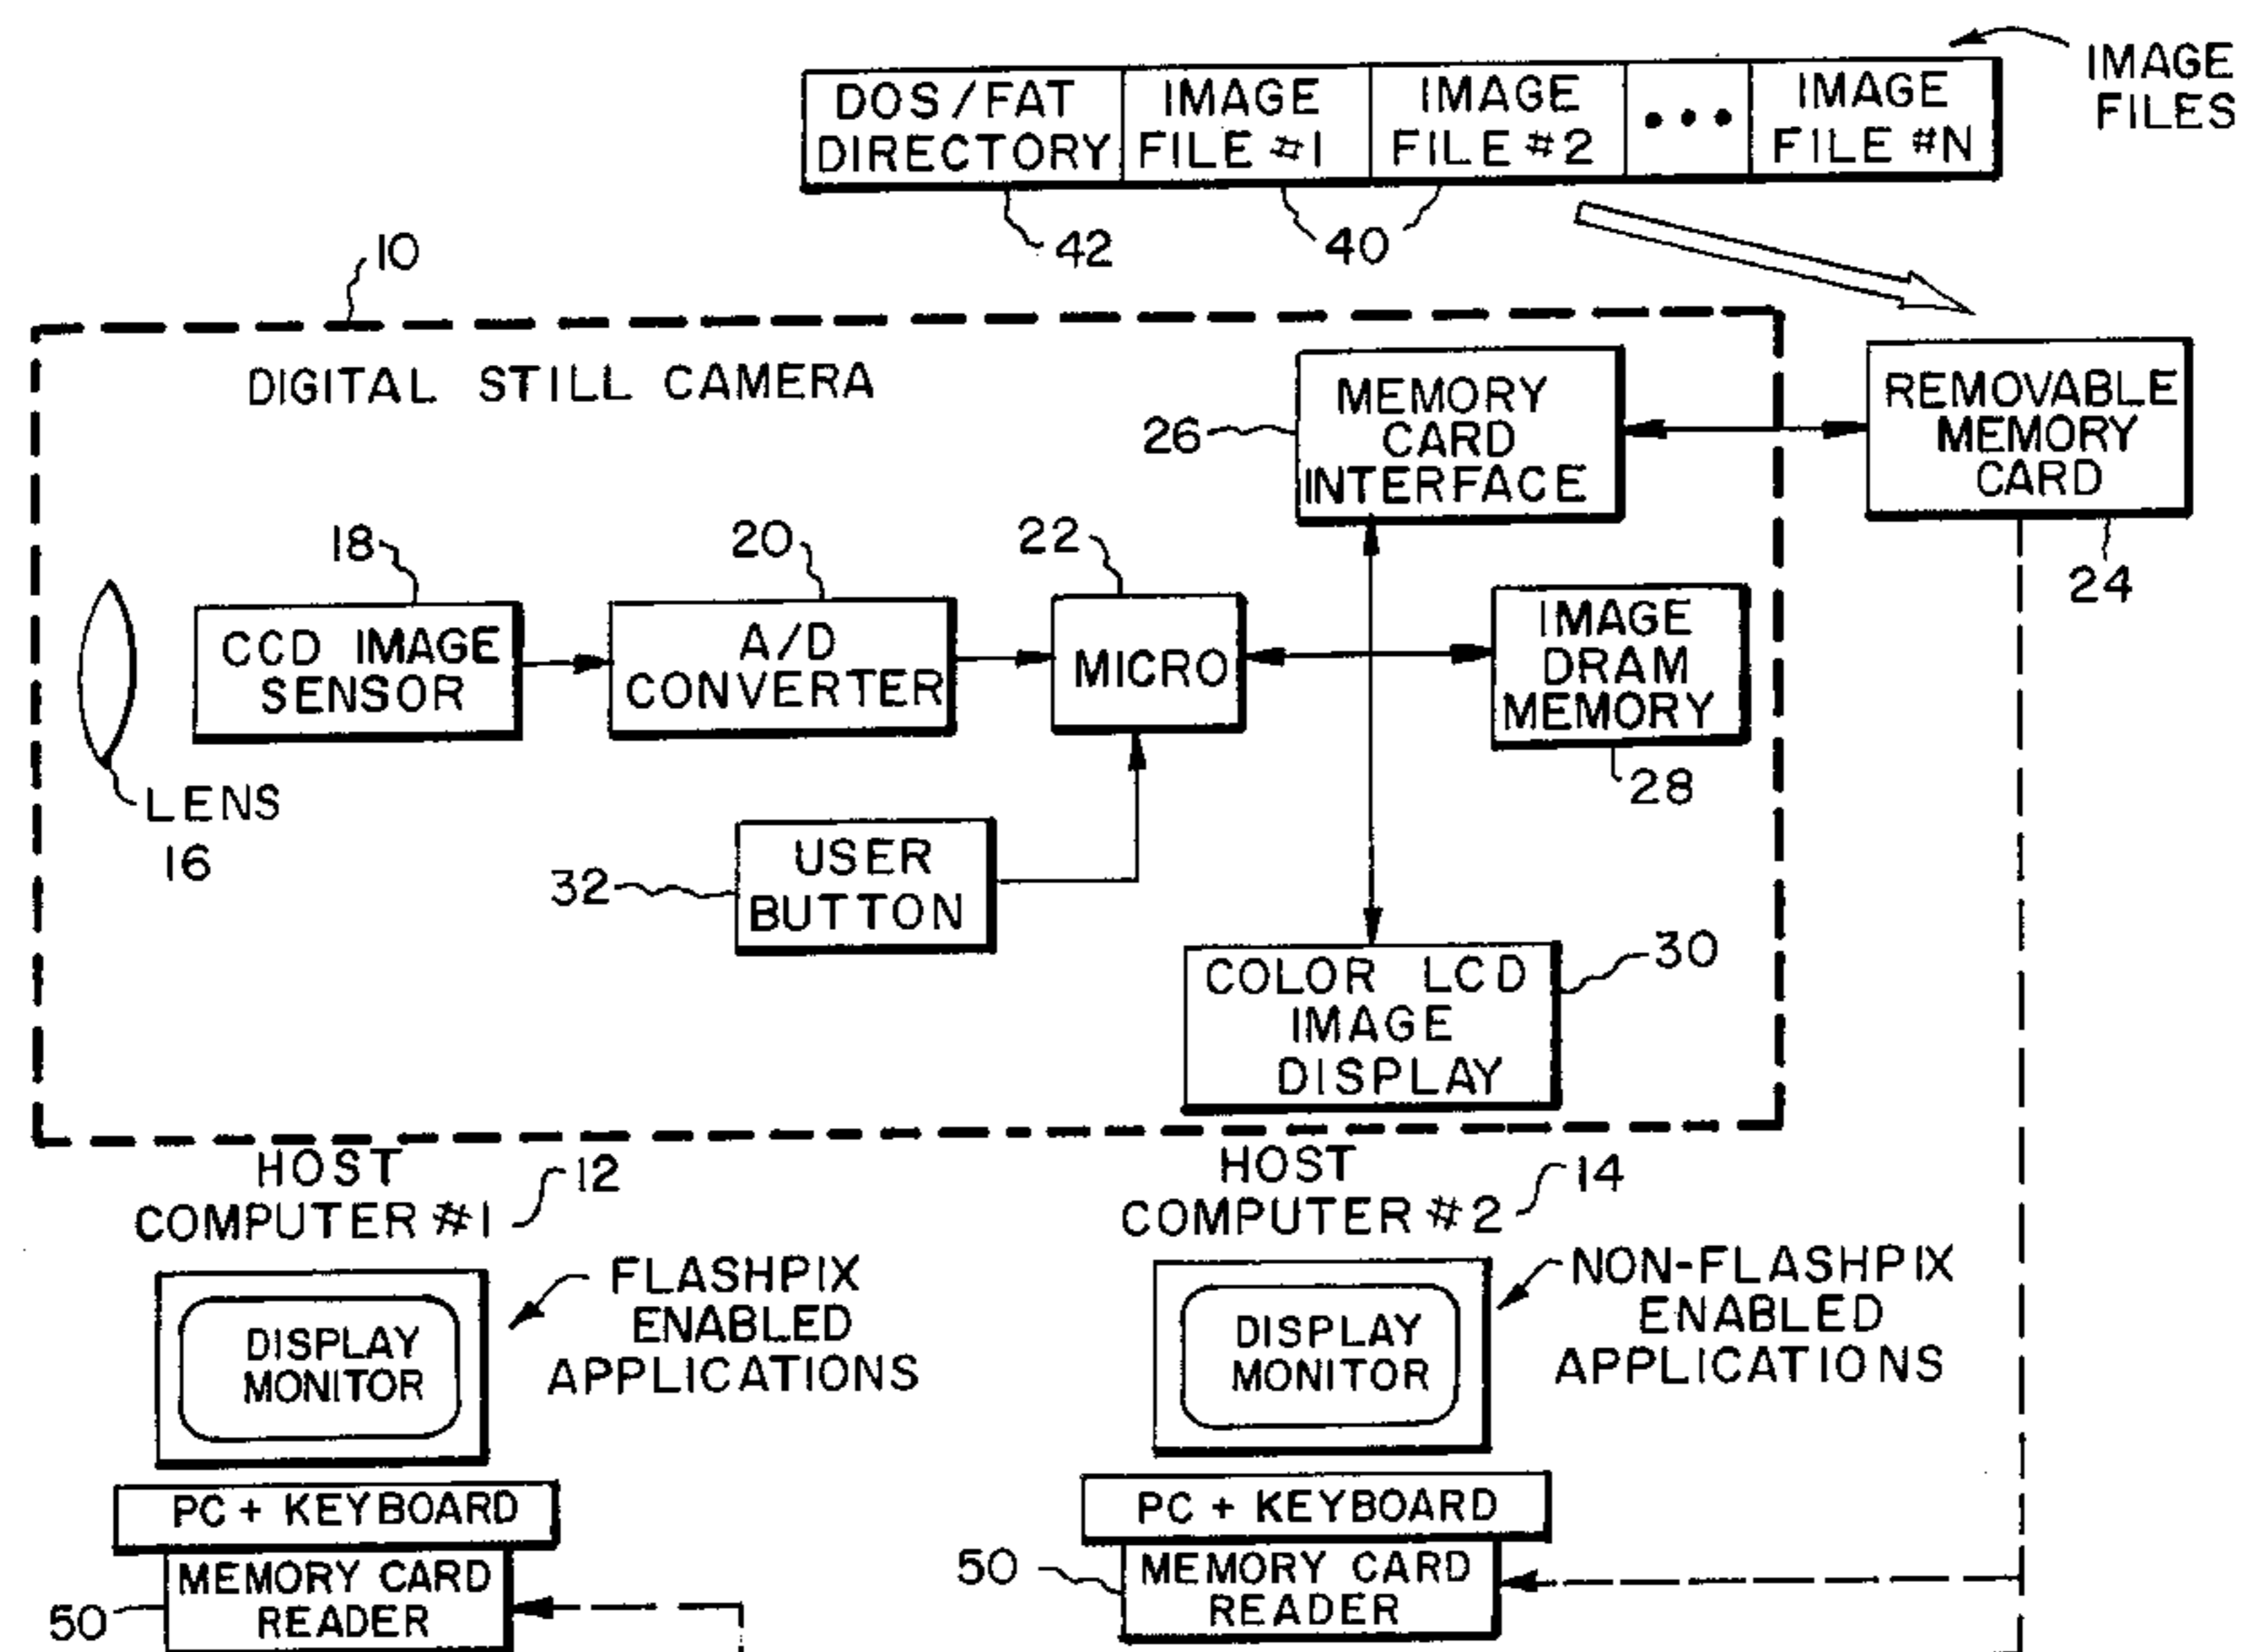 IMAGE
FILES
DOS/FAT
DIRECTORY
IMAGE
FILE #1
IMAGE
FILE #2
•••
IMAGE
FILE #N
42
40
10
DIGITAL STILL CAMERA
MEMORY
CARD
INTERFACE
26
REMOVABLE
MEMORY
CARD
24
18
CCD IMAGE
SENSOR
20
A/D
CONVERTER
22
MICRO
IMAGE
DRAM
MEMORY
28
LENS
16
32
USER
BUTTON
COLOR LCD
IMAGE
DISPLAY
30
HOST
COMPUTER #1
12
FLASHPIX
ENABLED
APPLICATIONS
DISPLAY
MONITOR
PC + KEYBOARD
MEMORY CARD
READER
50
HOST
COMPUTER #2
14
NON-FLASHPIX
ENABLED
APPLICATIONS
DISPLAY
MONITOR
PC + KEYBOARD
50
MEMORY CARD
READER